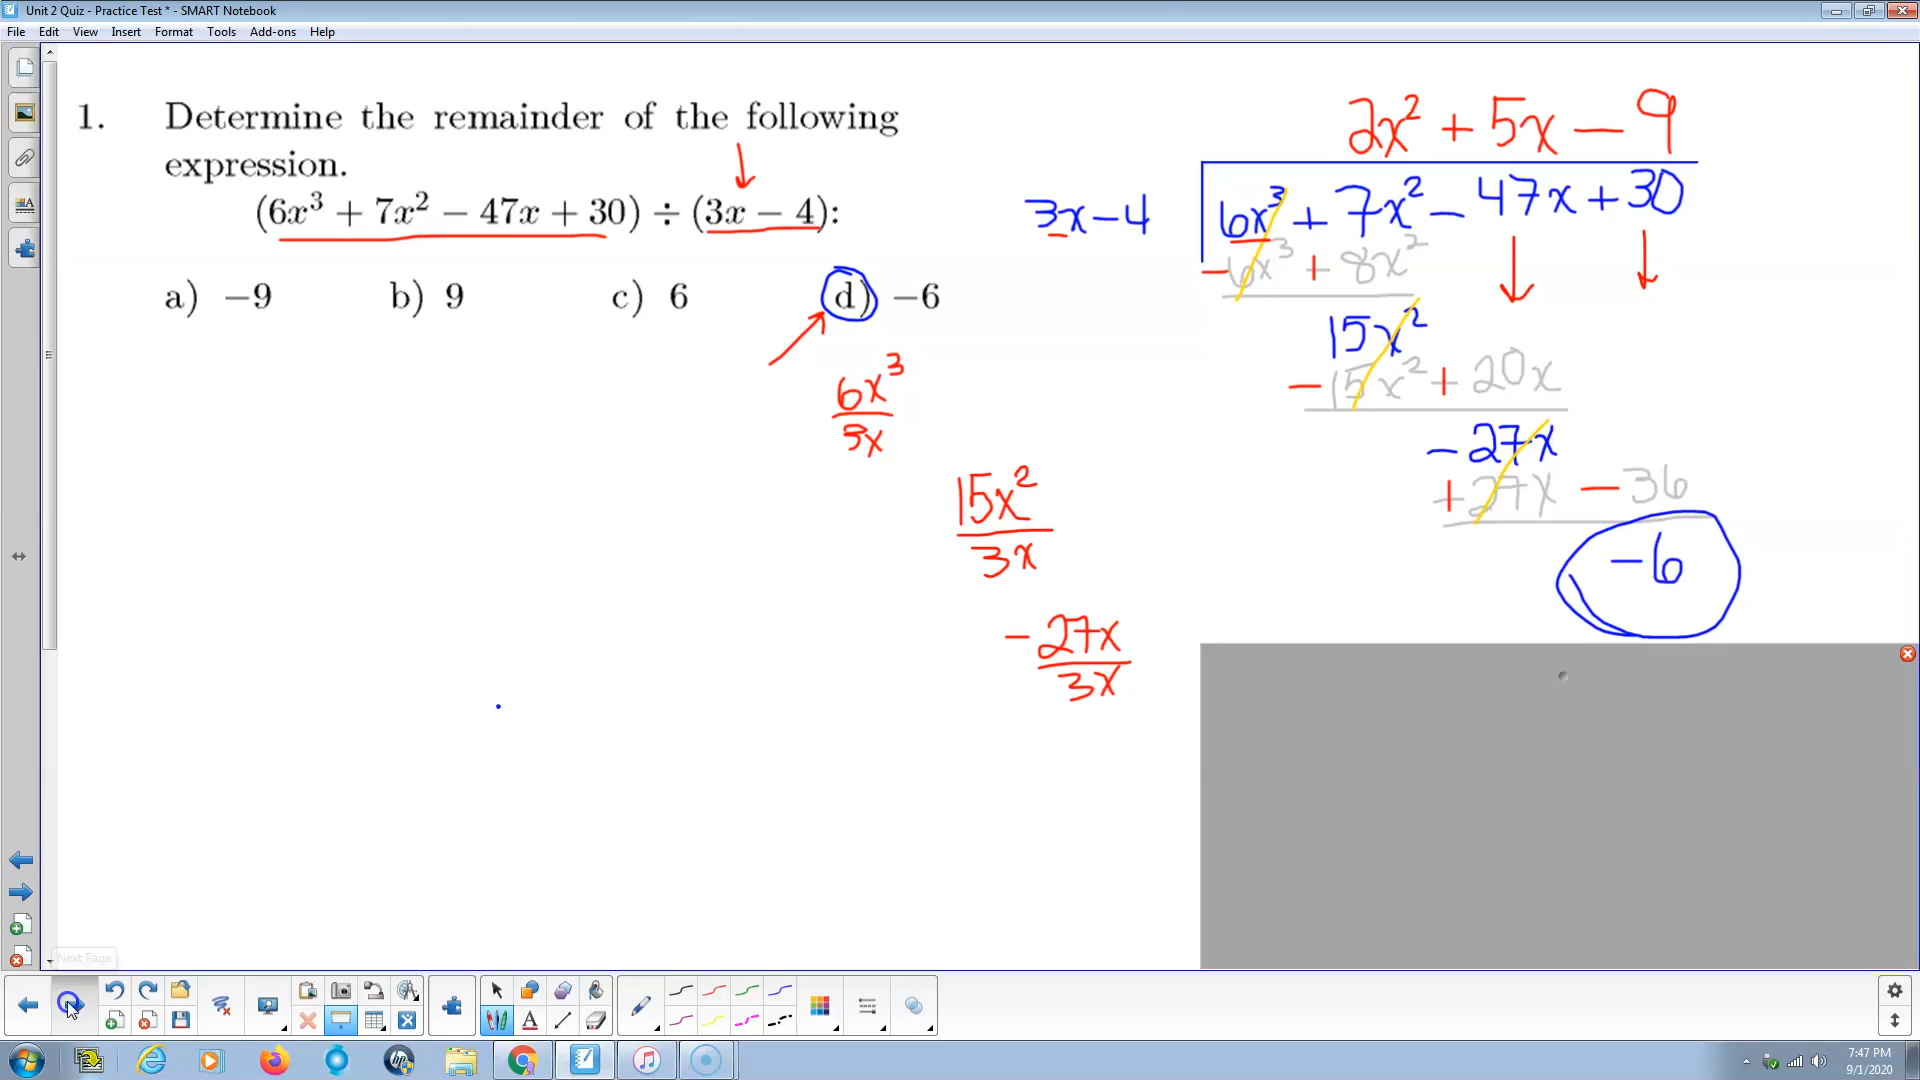 Unit 2 Quiz - Practice Test * - SMART Notebook
File Edit View Insert Format Tools Add-ons Help
1. Determine the remainder of the following
expression.
(6x³ + 7x² − 47x + 30) ÷ (3x − 4):
a) −9 b) 9 c) 6 d) −6
6x³
3x
15x²
3x
- 27x
3x
2x² + 5x − 9
3x − 4 6x³ + 7x² − 47x + 30
- 6x³ + 8x²
15x²
- 15x² + 20x
- 27x
+ 27x − 36
−6
Next Page
7:47 PM
9/1/2020